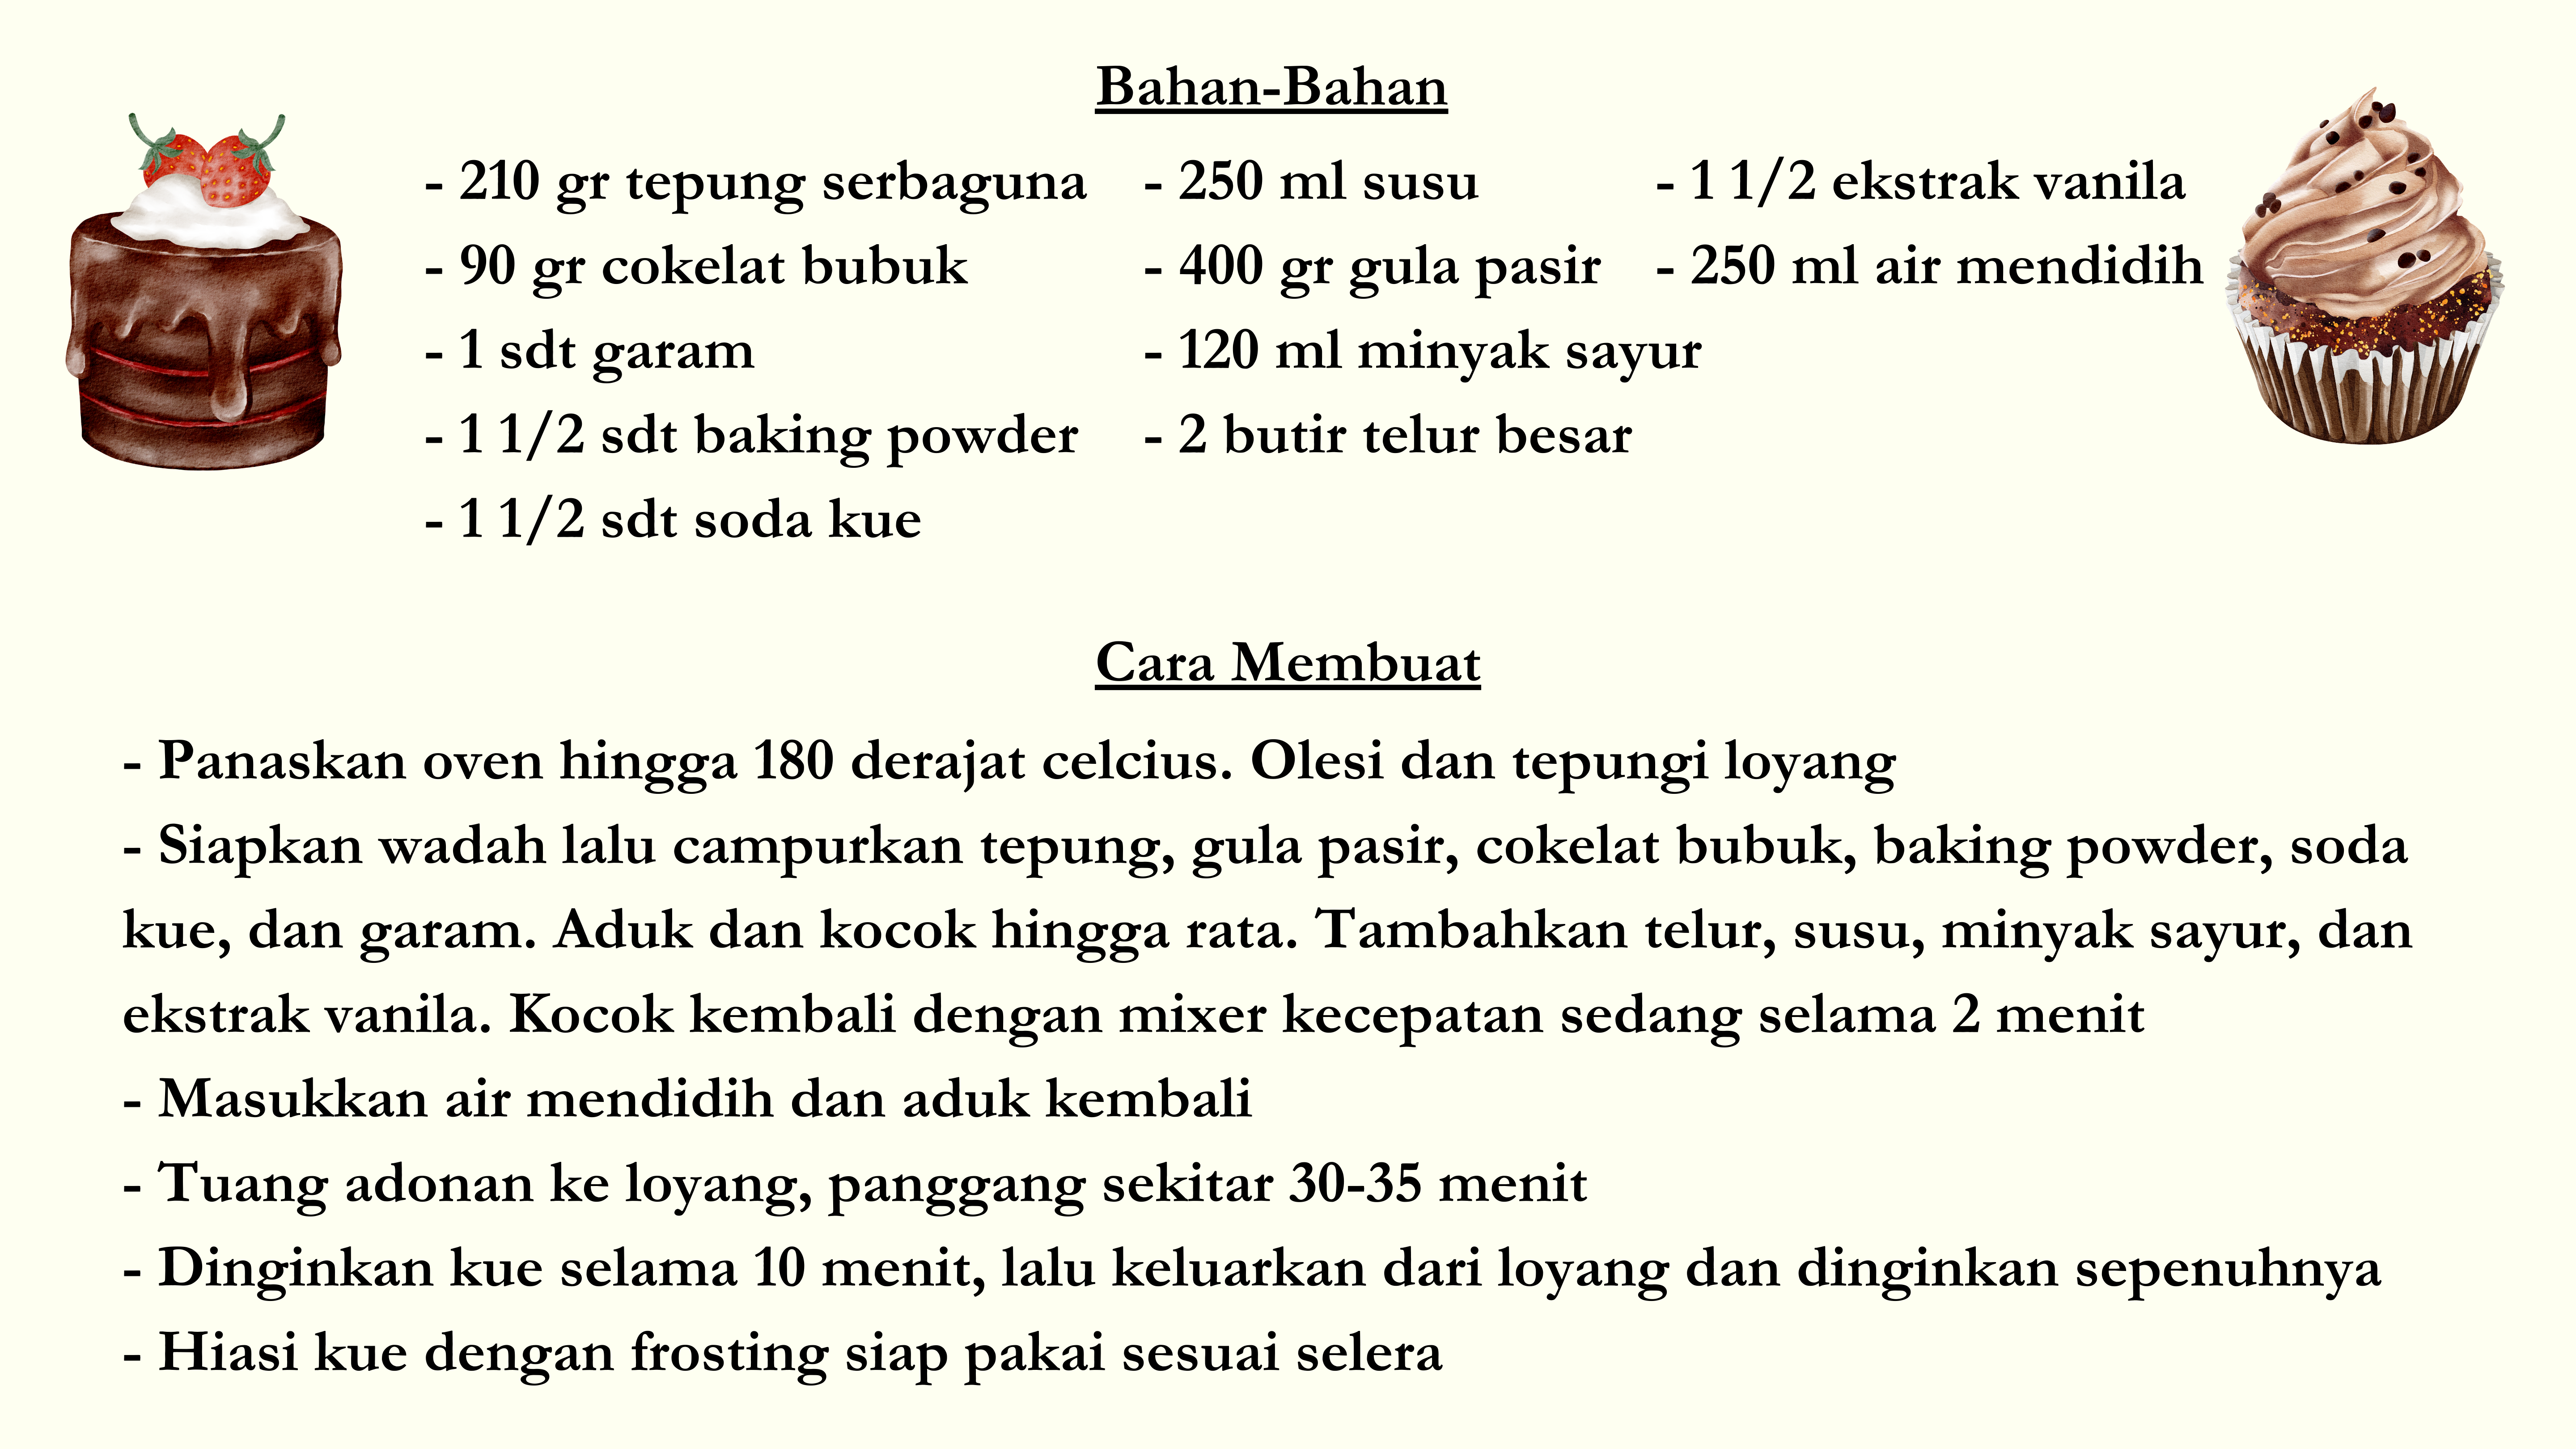 Bahan-Bahan
- 210 gr tepung serbaguna
- 90 gr cokelat bubuk
- 1 sdt garam
- 1 1/2 sdt baking powder
- 1 1/2 sdt soda kue
- 250 ml susu
- 400 gr gula pasir
- 120 ml minyak sayur
- 2 butir telur besar
- 1 1/2 ekstrak vanila
- 250 ml air mendidih
Cara Membuat
- Panaskan oven hingga 180 derajat celcius. Olesi dan tepungi loyang
- Siapkan wadah lalu campurkan tepung, gula pasir, cokelat bubuk, baking powder, soda
kue, dan garam. Aduk dan kocok hingga rata. Tambahkan telur, susu, minyak sayur, dan
ekstrak vanila. Kocok kembali dengan mixer kecepatan sedang selama 2 menit
- Masukkan air mendidih dan aduk kembali
- Tuang adonan ke loyang, panggang sekitar 30-35 menit
- Dinginkan kue selama 10 menit, lalu keluarkan dari loyang dan dinginkan sepenuhnya
- Hiasi kue dengan frosting siap pakai sesuai selera